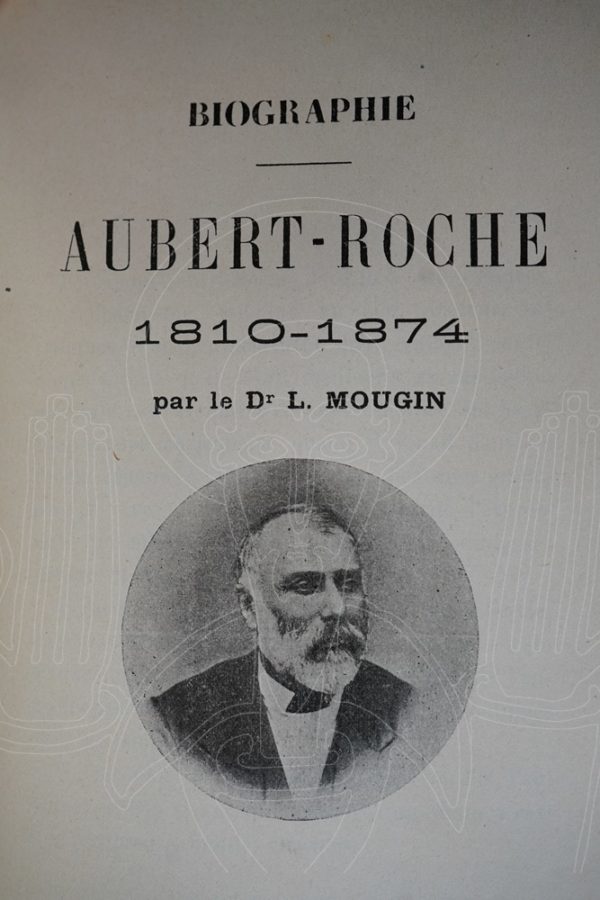 BIOGRAPHIE
AUBERT-ROCHE
1810-1874
par le Dr L. MOUGIN